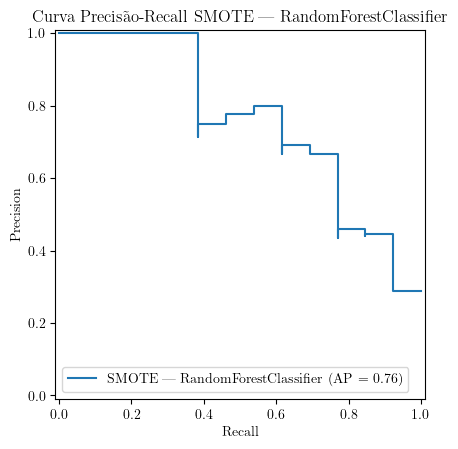 Curva Precisão-Recall SMOTE — RandomForestClassifier
1.0
0.8
0.6
0.4
0.2
0.0
Precision
SMOTE — RandomForestClassifier (AP = 0.76)
0.0 0.2 0.4 0.6 0.8 1.0
Recall